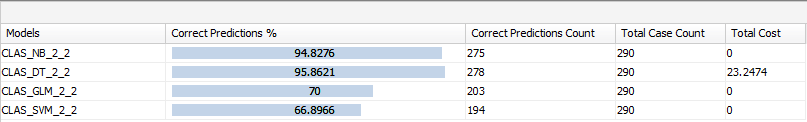 Models Correct Predictions % Correct Predictions Count Total Case Count Total Cost
CLAS_NB_2_2 94.8276 275 290 0
CLAS_DT_2_2 95.8621 278 290 23.2474
CLAS_GLM_2_2 70 203 290 0
CLAS_SVM_2_2 66.8966 194 290 0